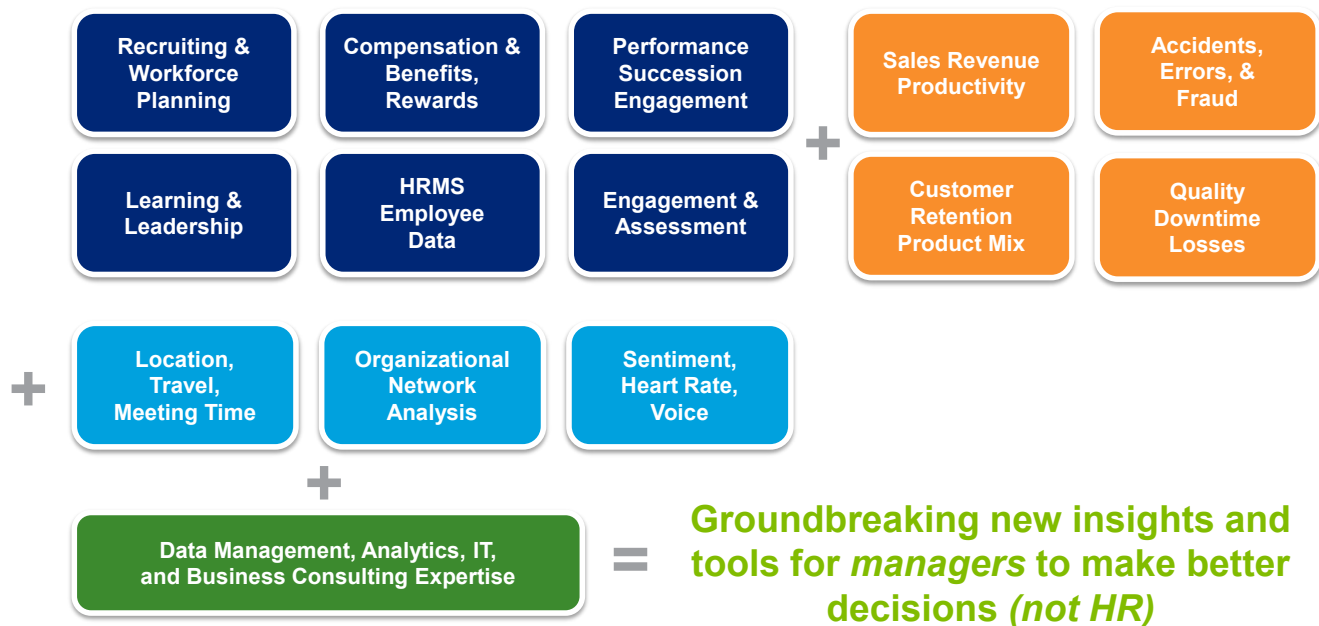 Recruiting &
Workforce
Planning
Compensation &
Benefits,
Rewards
Performance
Succession
Engagement
Sales Revenue
Productivity
Accidents,
Errors, &
Fraud
+
Learning &
Leadership
HRMS
Employee
Data
Engagement &
Assessment
Customer
Retention
Product Mix
Quality
Downtime
Losses
+
Location,
Travel,
Meeting Time
Organizational
Network
Analysis
Sentiment,
Heart Rate,
Voice
+
Data Management, Analytics, IT,
and Business Consulting Expertise
=
Groundbreaking new insights and
tools for managers to make better
decisions (not HR)